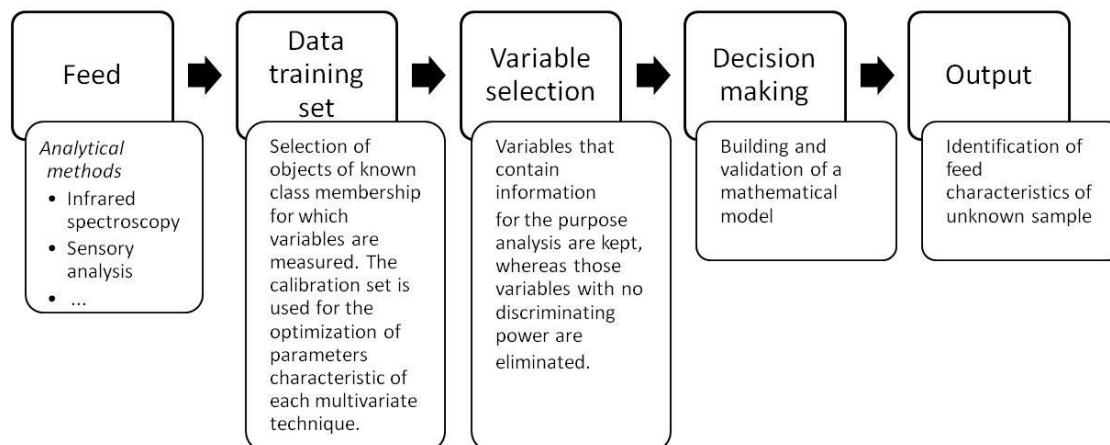 Feed
Analytical
methods
• Infrared
spectroscopy
• Sensory
analysis
• ...
Data
training
set
Selection of
objects of known
class membership
for which
variables are
measured. The
calibration set is
used for the
optimization of
parameters
characteristic of
each multivariate
technique.
Variable
selection
Variables that
contain
information
for the purpose
analysis are kept,
whereas those
variables with no
discriminating
power are
eliminated.
Decision
making
Building and
validation of a
mathematical
model
Output
Identification of
feed
characteristics of
unknown sample